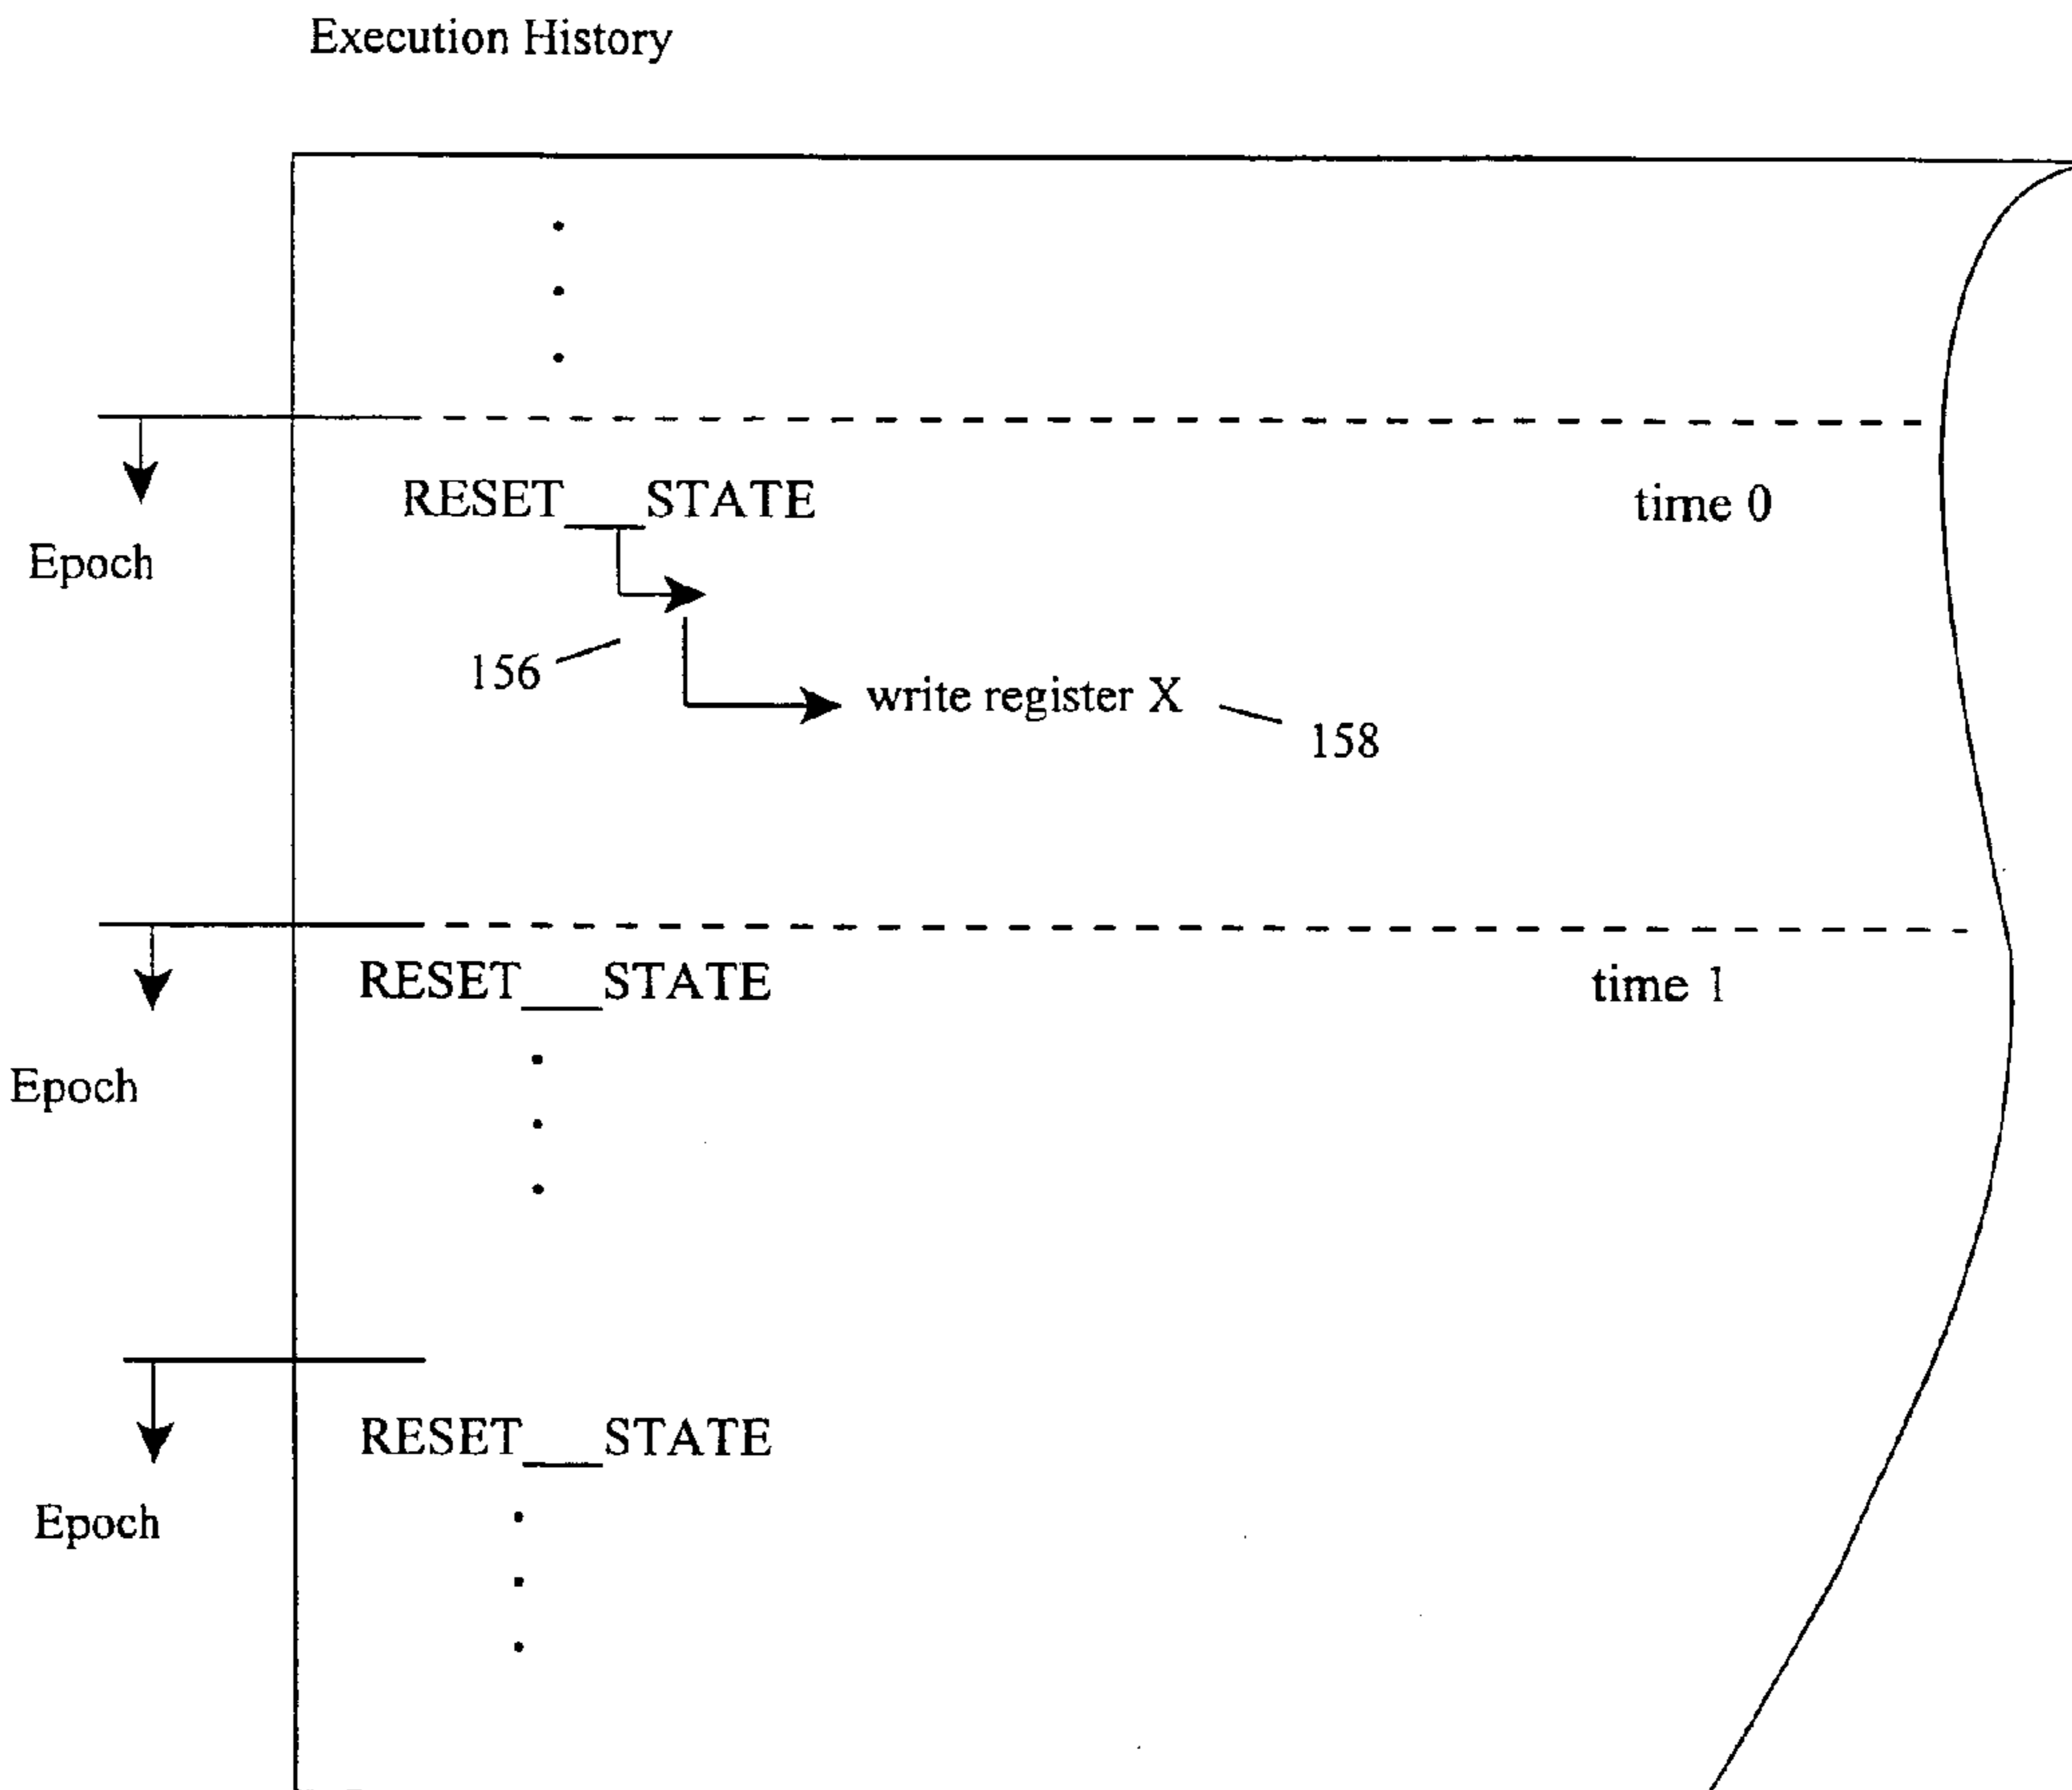 Execution History
RESET__STATE
time 0
Epoch
156
write register X
158
RESET__STATE
time 1
Epoch
RESET__STATE
Epoch